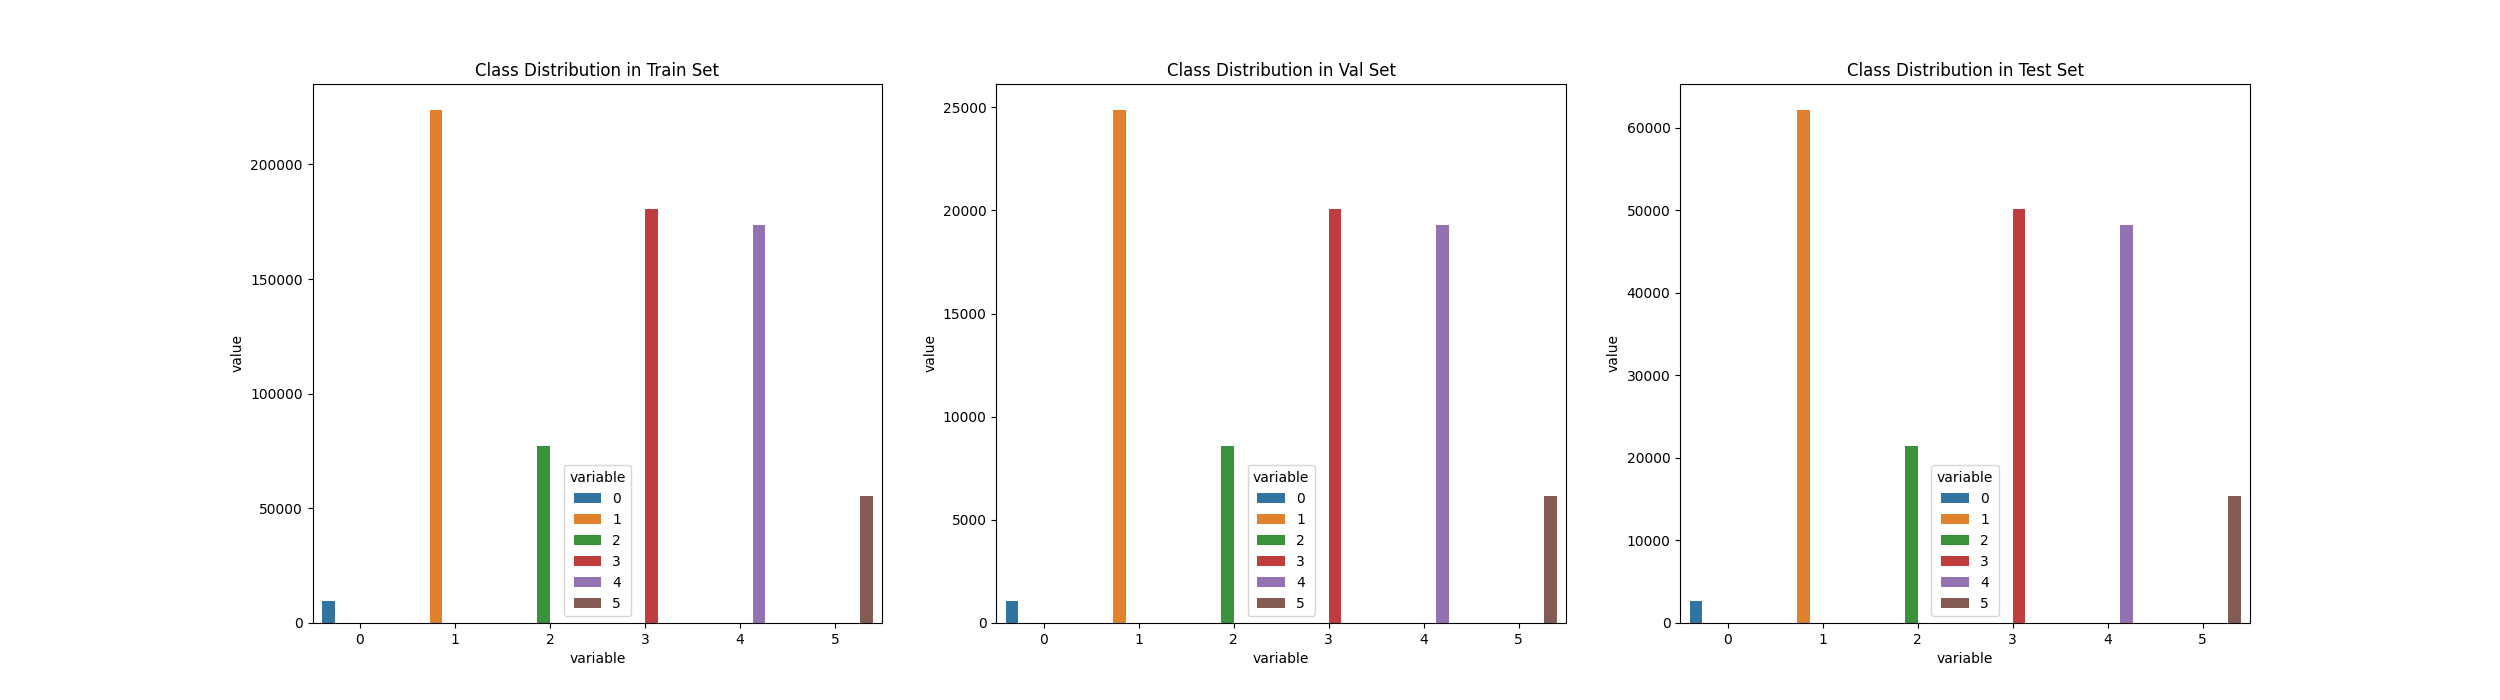 Class Distribution in Train Set
value
200000
150000
100000
50000
0
variable
0
1
2
3
4
5
0 1 2 3 4 5
variable
Class Distribution in Val Set
value
25000
20000
15000
10000
5000
0
variable
0
1
2
3
4
5
0 1 2 3 4 5
variable
Class Distribution in Test Set
value
60000
50000
40000
30000
20000
10000
0
variable
0
1
2
3
4
5
0 1 2 3 4 5
variable